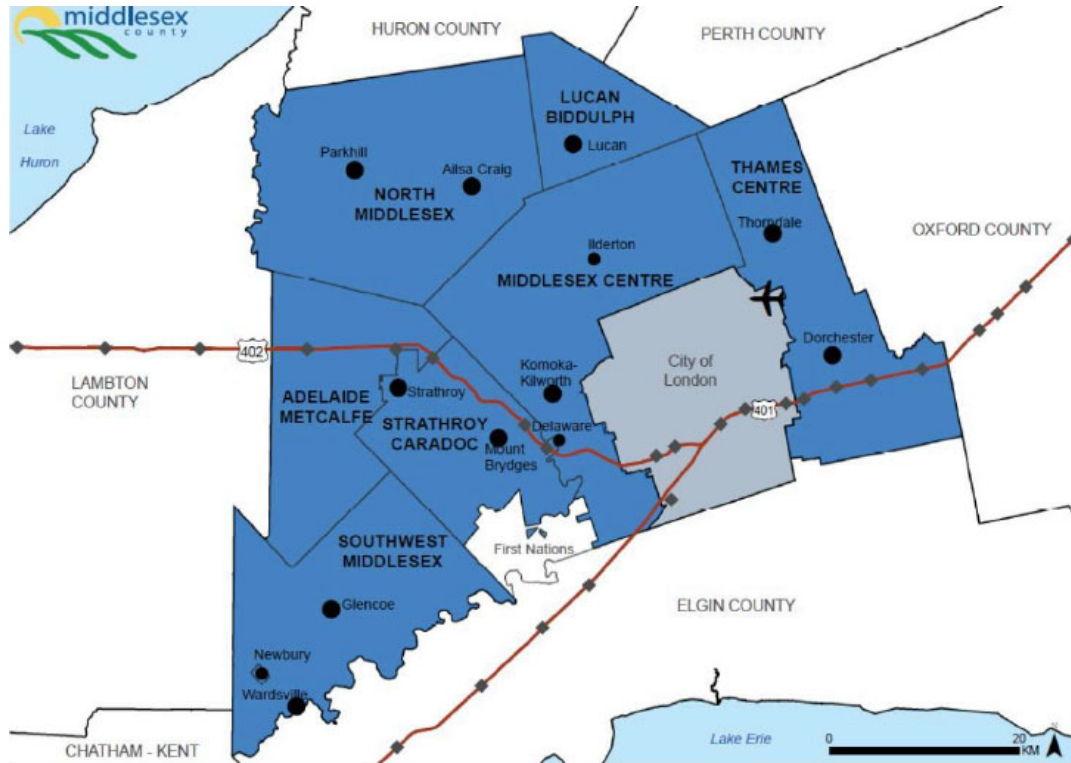 middlesex
county
HURON COUNTY
PERTH COUNTY
Lake
Huron
LUCAN
BIDDULPH
Lucan
Parkhill
Ailsa Craig
NORTH
MIDDLESEX
THAMES
CENTRE
Thorndale
OXFORD COUNTY
Ilderton
MIDDLESEX CENTRE
402
LAMBTON
COUNTY
ADELAIDE
METCALFE
Strathroy
STRATHROY
CARADOC
Mount
Brydges
Komoka-
Kilworth
Delaware
City of
London
Dorchester
401
First Nations
SOUTHWEST
MIDDLESEX
Glencoe
Newbury
Wardsville
ELGIN COUNTY
CHATHAM - KENT
Lake Erie
0
20
KM